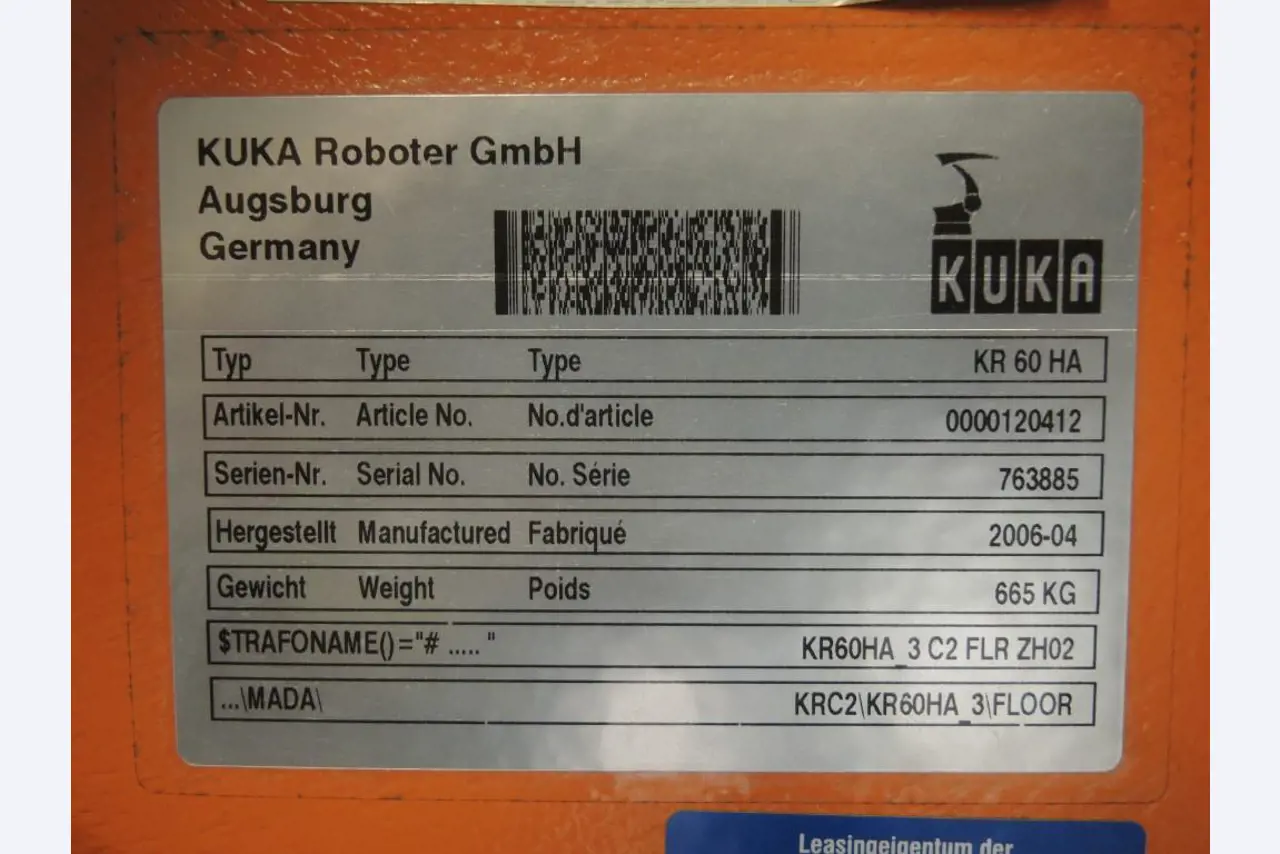 KUKA Roboter GmbH
Augsburg
Germany
KUKA
Typ Type Type KR 60 HA
Artikel-Nr. Article No. No.d'article 0000120412
Serien-Nr. Serial No. No. Série 763885
Hergestellt Manufactured Fabriqué 2006-04
Gewicht Weight Poids 665 KG
$TRAFONAME()="# ..... " KR60HA_3 C2 FLR ZH02
...\MADA\ KRC2\KR60HA_3\FLOOR
Leasingeigentum der